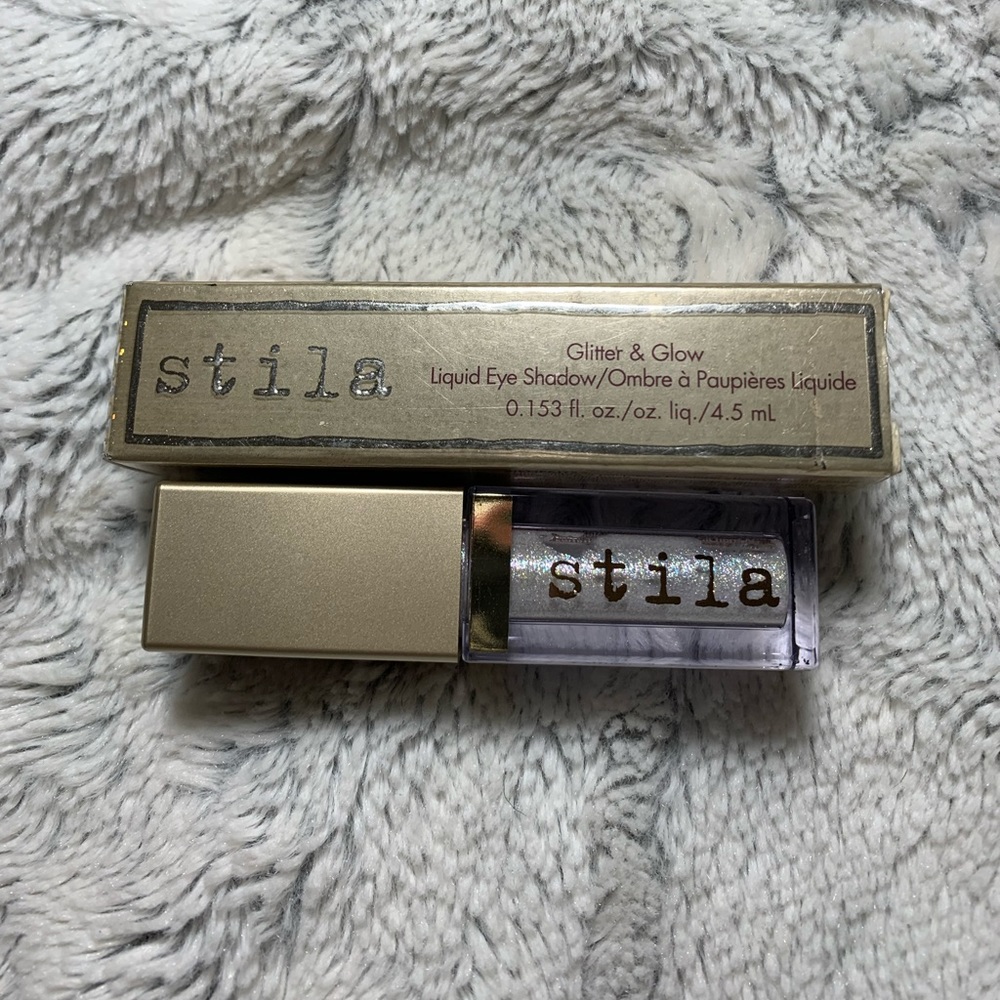 stila
Glitter & Glow
Liquid Eye Shadow/Ombre à Paupières Liquide
0.153 fl. oz./oz. liq./4.5 mL
stila